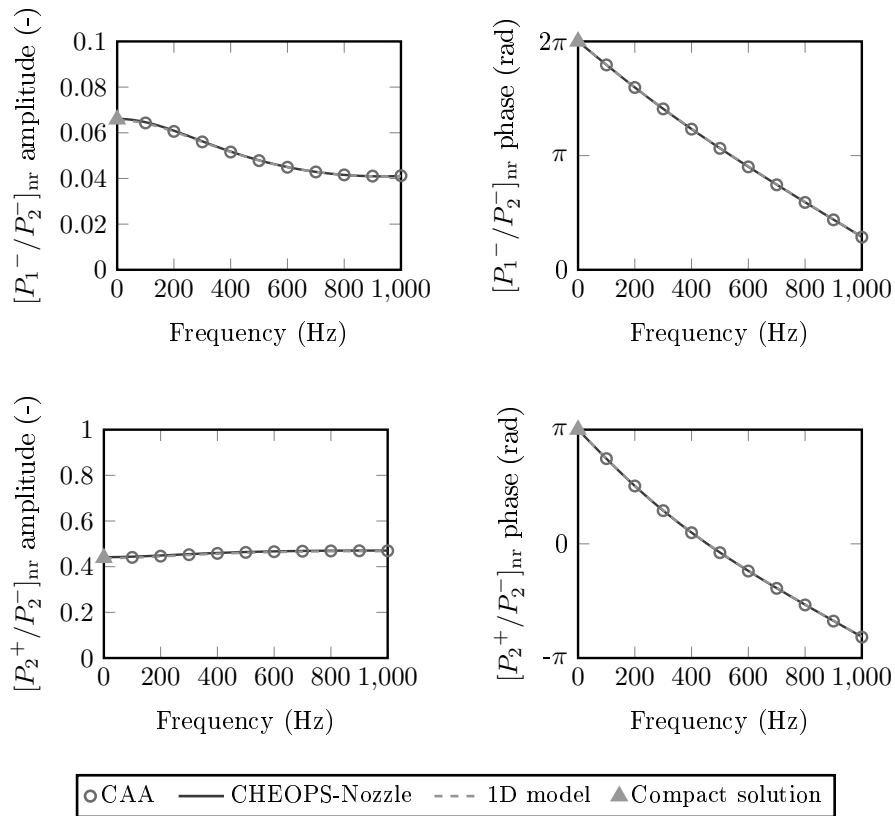 [P₁⁻/P₂⁻]ₙᵣ amplitude (-)
0.1
0.08
0.06
0.04
0.02
0
0 200 400 600 800 1,000
Frequency (Hz)
[P₁⁻/P₂⁻]ₙᵣ phase (rad)
2π
π
0
0 200 400 600 800 1,000
Frequency (Hz)
[P₂⁺/P₂⁻]ₙᵣ amplitude (-)
1
0.8
0.6
0.4
0.2
0
0 200 400 600 800 1,000
Frequency (Hz)
[P₂⁺/P₂⁻]ₙᵣ phase (rad)
π
0
-π
0 200 400 600 800 1,000
Frequency (Hz)
CAA CHEOPS-Nozzle 1D model Compact solution